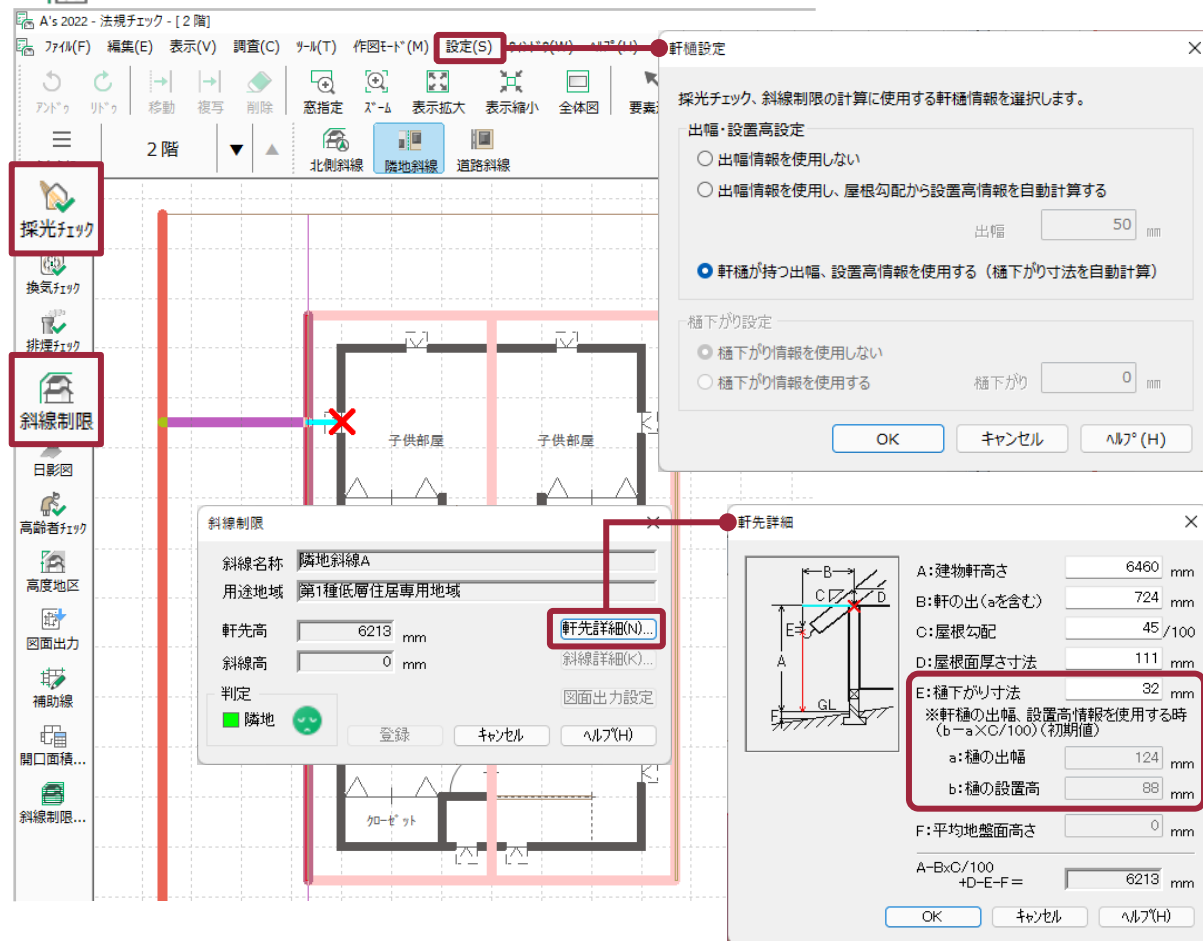 A's 2022 - 法規チェック - [２階]
ﾌｧｲﾙ(F) 編集(E) 表示(V) 調査(C) ﾂｰﾙ(T) 作図ﾓｰﾄﾞ(M) 設定(S)
ｱﾝﾄﾞｩ ﾘﾄﾞｩ 移動 複写 削除 窓指定 ｽﾞｰﾑ 表示拡大 表示縮小 全体図
２階 ▼ ▲ 北側斜線 隣地斜線 道路斜線
採光ﾁｪｯｸ
換気ﾁｪｯｸ
排煙ﾁｪｯｸ
斜線制限
日影図
高齢者ﾁｪｯｸ
高度地区
図面出力
補助線
開口面積...
斜線制限...
子供部屋 子供部屋
ｸﾛｰｾﾞｯﾄ
軒樋設定
採光チェック、斜線制限の計算に使用する軒樋情報を選択します。
出幅・設置高設定
出幅情報を使用しない
出幅情報を使用し、屋根勾配から設置高情報を自動計算する
出幅 50 mm
軒樋が持つ出幅、設置高情報を使用する（樋下がり寸法を自動計算）
樋下がり設定
樋下がり情報を使用しない
樋下がり情報を使用する 樋下がり 0 mm
OK キャンセル ﾍﾙﾌﾟ(H)
斜線制限
斜線名称 隣地斜線A
用途地域 第1種低層住居専用地域
軒先高 6213 mm 軒先詳細(N)...
斜線高 0 mm 斜線詳細(K)...
判定 図面出力設定
隣地
登録 キャンセル ﾍﾙﾌﾟ(H)
軒先詳細
B
C D
E
A
GL
F
A:建物軒高さ 6460 mm
B:軒の出(aを含む) 724 mm
C:屋根勾配 45 /100
D:屋根面厚さ寸法 111 mm
E:樋下がり寸法 32 mm
※軒樋の出幅、設置高情報を使用する時
(b－a×C/100)(初期値)
a:樋の出幅 124 mm
b:樋の設置高 88 mm
F:平均地盤面高さ 0 mm
A-BxC/100
+D-E-F= 6213 mm
OK キャンセル ﾍﾙﾌﾟ(H)